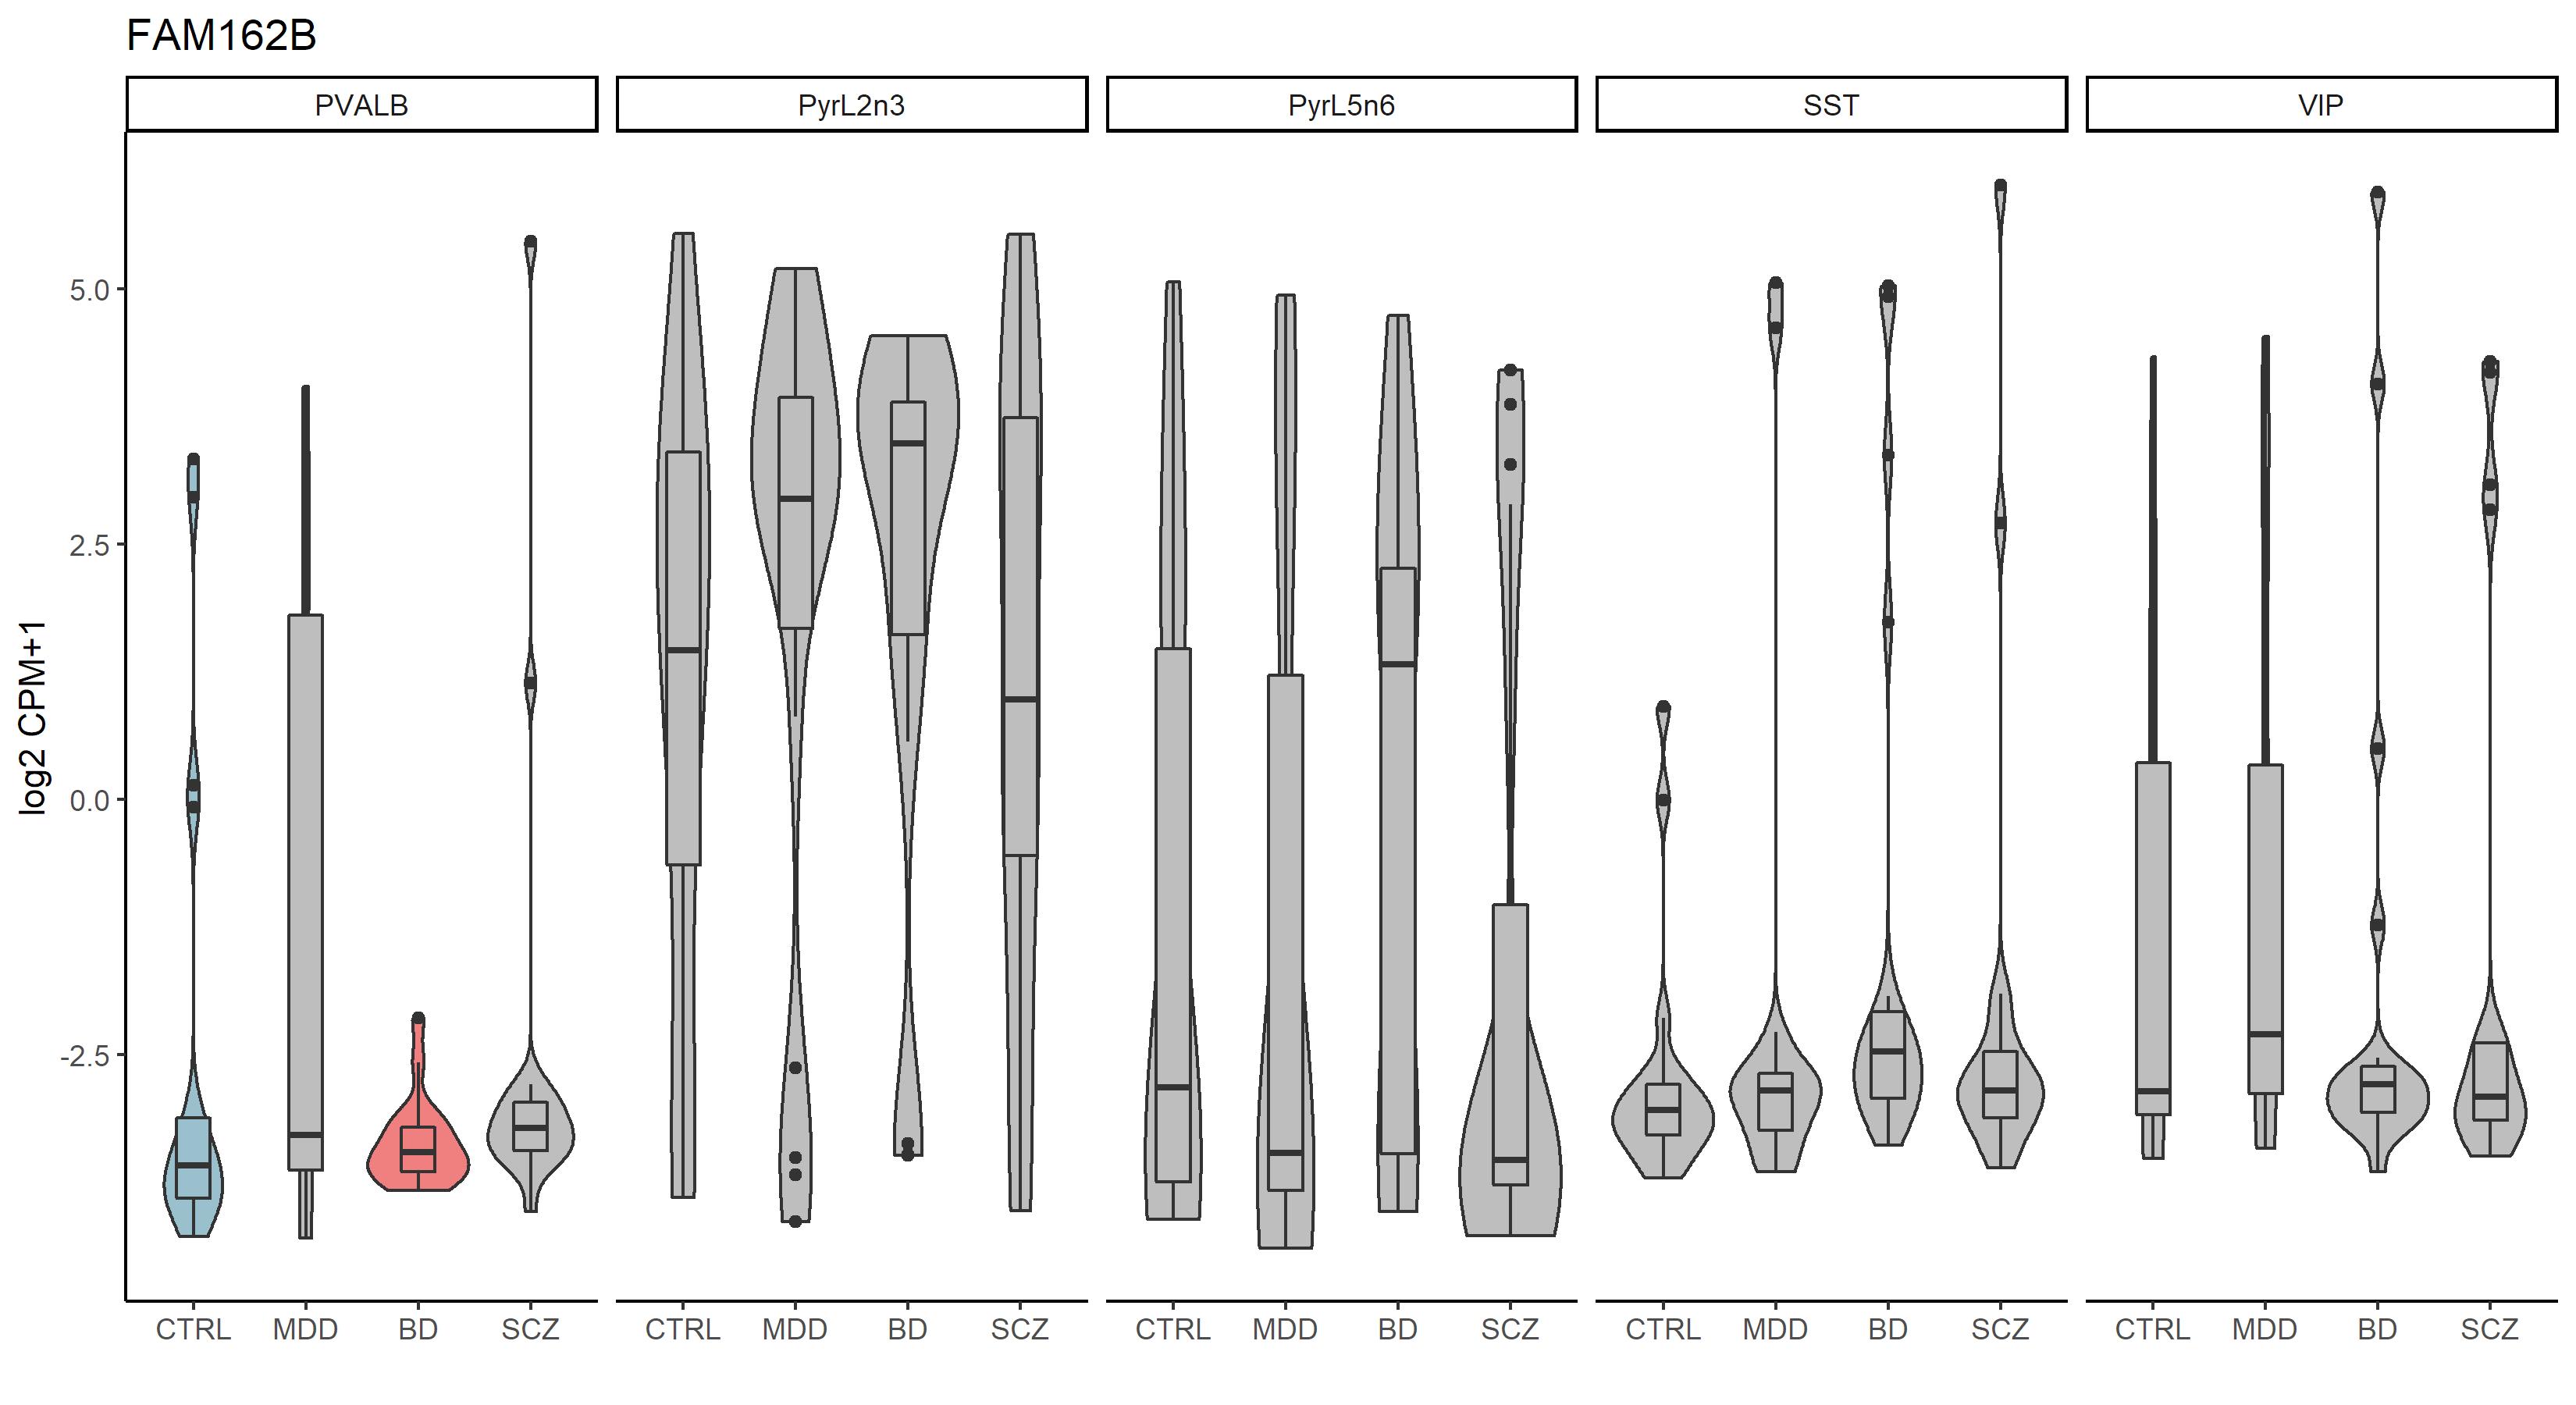 FAM162B
PVALB PyrL2n3 PyrL5n6 SST VIP
log2 CPM+1
5.0
2.5
0.0
-2.5
CTRL MDD BD SCZ CTRL MDD BD SCZ CTRL MDD BD SCZ CTRL MDD BD SCZ CTRL MDD BD SCZ